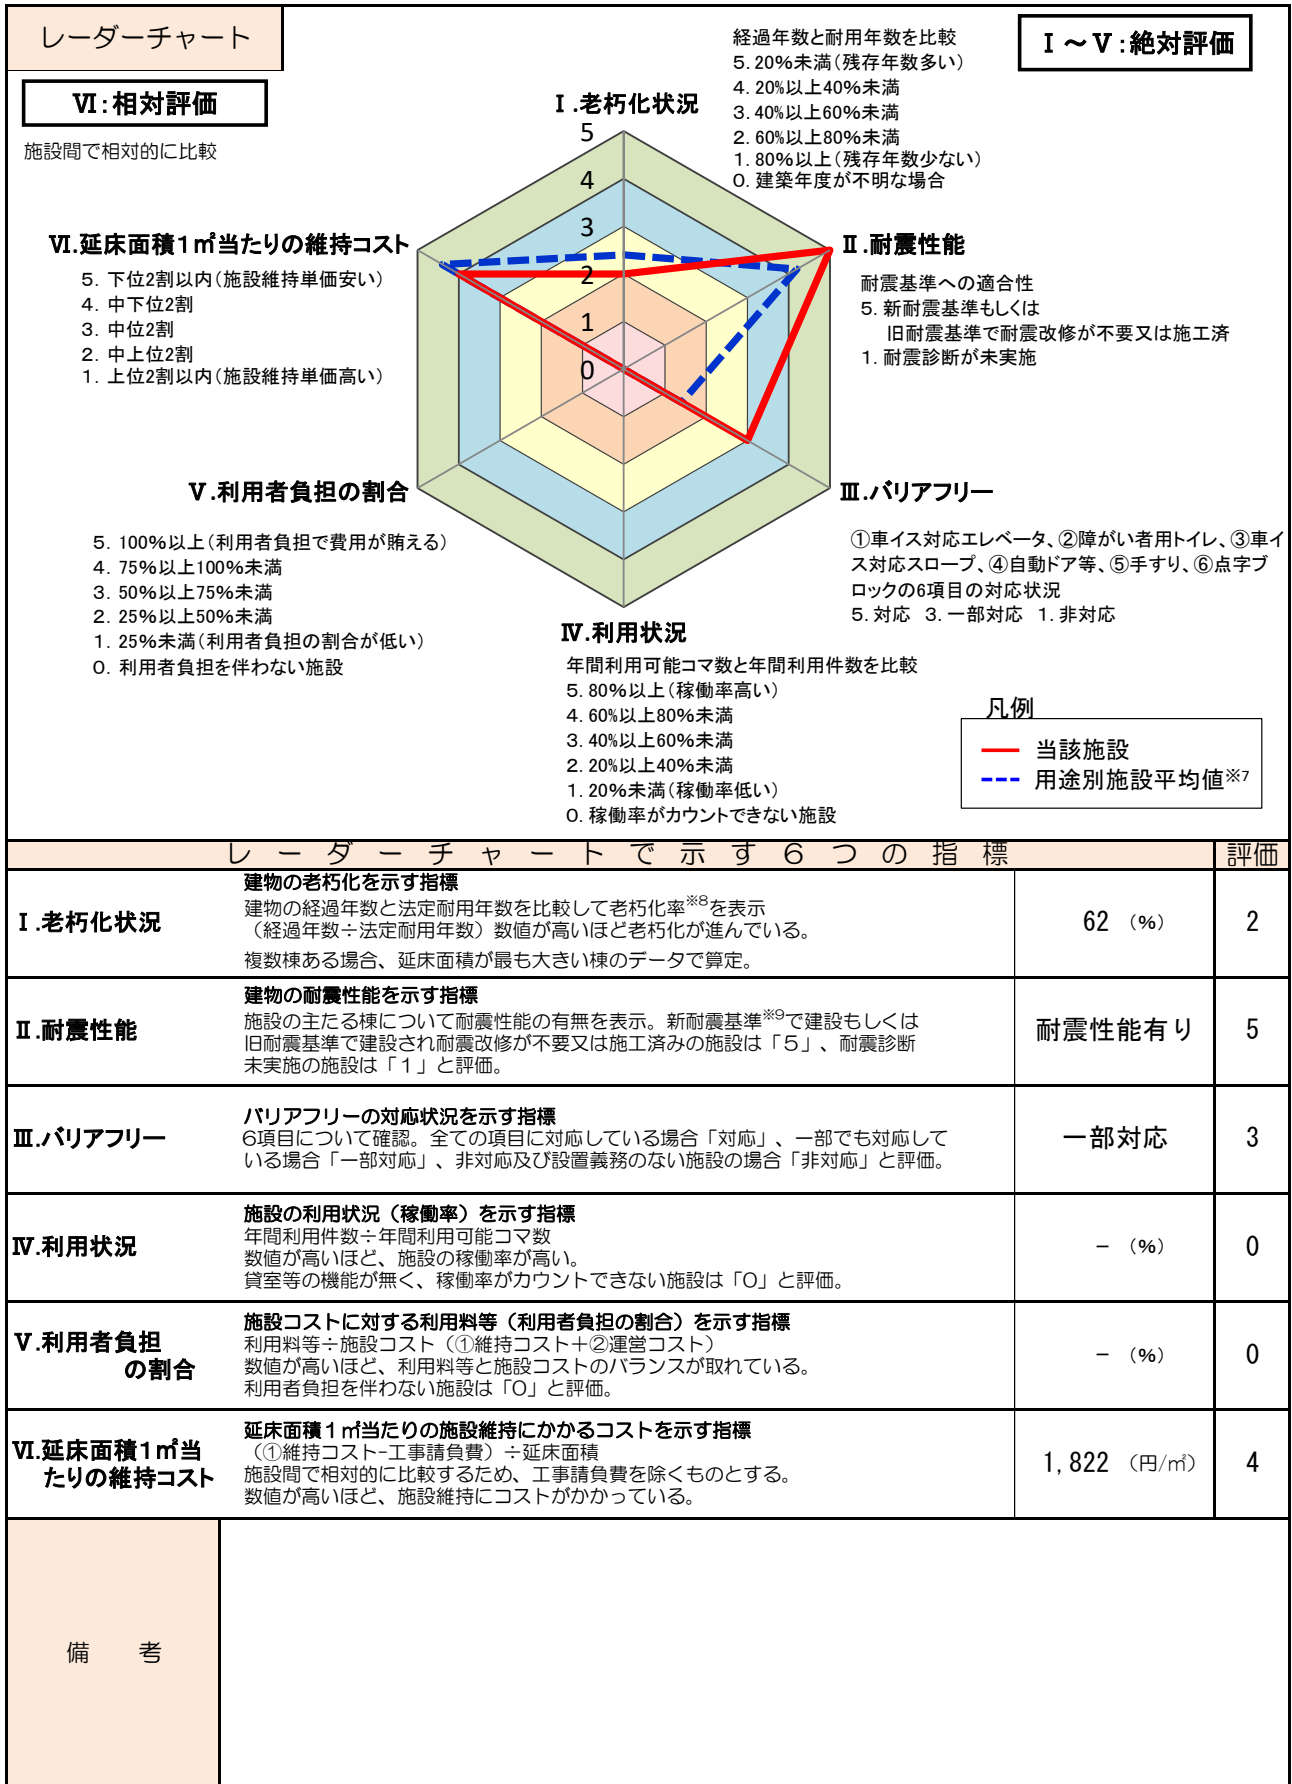 レーダーチャート
Ⅰ～Ⅴ:絶対評価
Ⅵ:相対評価
施設間で相対的に比較
経過年数と耐用年数を比較
5. 20%未満(残存年数多い)
4. 20%以上40%未満
3. 40%以上60%未満
2. 60%以上80%未満
1. 80%以上(残存年数少ない)
0. 建築年度が不明な場合
Ⅰ.老朽化状況
5
4
3
2
1
0
Ⅵ.延床面積1㎡当たりの維持コスト
5. 下位2割以内(施設維持単価安い)
4. 中下位2割
3. 中位2割
2. 中上位2割
1. 上位2割以内(施設維持単価高い)
Ⅱ.耐震性能
耐震基準への適合性
5. 新耐震基準もしくは
旧耐震基準で耐震改修が不要又は施工済
1. 耐震診断が未実施
Ⅴ.利用者負担の割合
5. 100%以上(利用者負担で費用が賄える)
4. 75%以上100%未満
3. 50%以上75%未満
2. 25%以上50%未満
1. 25%未満(利用者負担の割合が低い)
0. 利用者負担を伴わない施設
Ⅲ.バリアフリー
①車イス対応エレベータ、②障がい者用トイレ、③車イ
ス対応スロープ、④自動ドア等、⑤手すり、⑥点字ブ
ロックの6項目の対応状況
5. 対応 3. 一部対応 1. 非対応
Ⅳ.利用状況
年間利用可能コマ数と年間利用件数を比較
5. 80%以上(稼働率高い)
4. 60%以上80%未満
3. 40%以上60%未満
2. 20%以上40%未満
1. 20%未満(稼働率低い)
0. 稼働率がカウントできない施設
凡例
当該施設
用途別施設平均値※7
レーダーチャートで示す6つの指標 評価
Ⅰ.老朽化状況
建物の老朽化を示す指標
建物の経過年数と法定耐用年数を比較して老朽化率※8を表示
(経過年数÷法定耐用年数)数値が高いほど老朽化が進んでいる。
複数棟ある場合、延床面積が最も大きい棟のデータで算定。
62 (%) 2
Ⅱ.耐震性能
建物の耐震性能を示す指標
施設の主たる棟について耐震性能の有無を表示。新耐震基準※9で建設もしくは
旧耐震基準で建設され耐震改修が不要又は施工済みの施設は「5」、耐震診断
未実施の施設は「1」と評価。
耐震性能有り 5
Ⅲ.バリアフリー
バリアフリーの対応状況を示す指標
6項目について確認。全ての項目に対応している場合「対応」、一部でも対応して
いる場合「一部対応」、非対応及び設置義務のない施設の場合「非対応」と評価。
一部対応 3
Ⅳ.利用状況
施設の利用状況(稼働率)を示す指標
年間利用件数÷年間利用可能コマ数
数値が高いほど、施設の稼働率が高い。
貸室等の機能が無く、稼働率がカウントできない施設は「0」と評価。
- (%) 0
Ⅴ.利用者負担
の割合
施設コストに対する利用料等(利用者負担の割合)を示す指標
利用料等÷施設コスト(①維持コスト+②運営コスト)
数値が高いほど、利用料等と施設コストのバランスが取れている。
利用者負担を伴わない施設は「0」と評価。
- (%) 0
Ⅵ.延床面積1㎡当
たりの維持コスト
延床面積1㎡当たりの施設維持にかかるコストを示す指標
(①維持コスト-工事請負費)÷延床面積
施設間で相対的に比較するため、工事請負費を除くものとする。
数値が高いほど、施設維持にコストがかかっている。
1,822 (円/㎡) 4
備 考